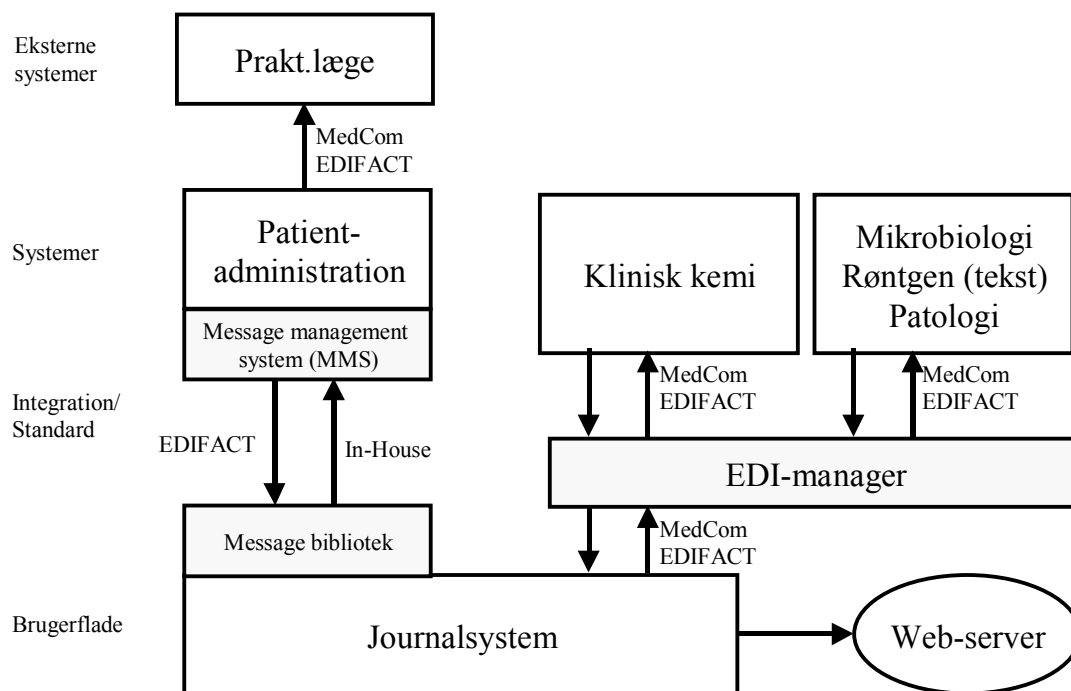 Eksterne
systemer
Prakt.læge
MedCom
EDIFACT
Systemer
Patient-
administration
Message management
system (MMS)
Klinisk kemi
Mikrobiologi
Røntgen (tekst)
Patologi
Integration/
Standard
EDIFACT
In-House
MedCom
EDIFACT
MedCom
EDIFACT
EDI-manager
Message bibliotek
MedCom
EDIFACT
Brugerflade
Journalsystem
Web-server